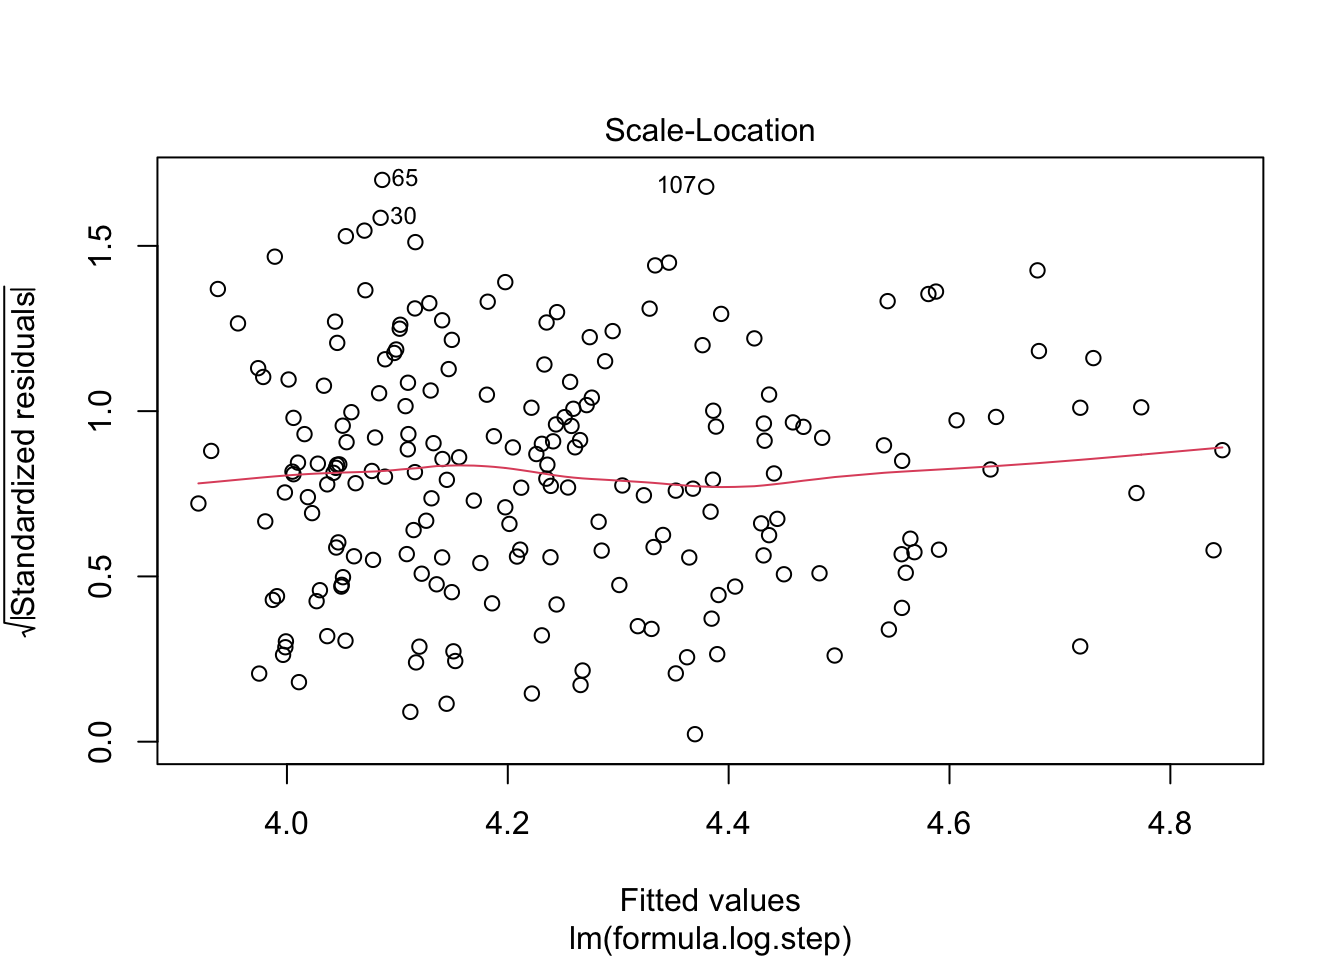 Scale-Location
65
107
30
√|Standardized residuals|
1.5
1.0
0.5
0.0
4.0 4.2 4.4 4.6 4.8
Fitted values
lm(formula.log.step)